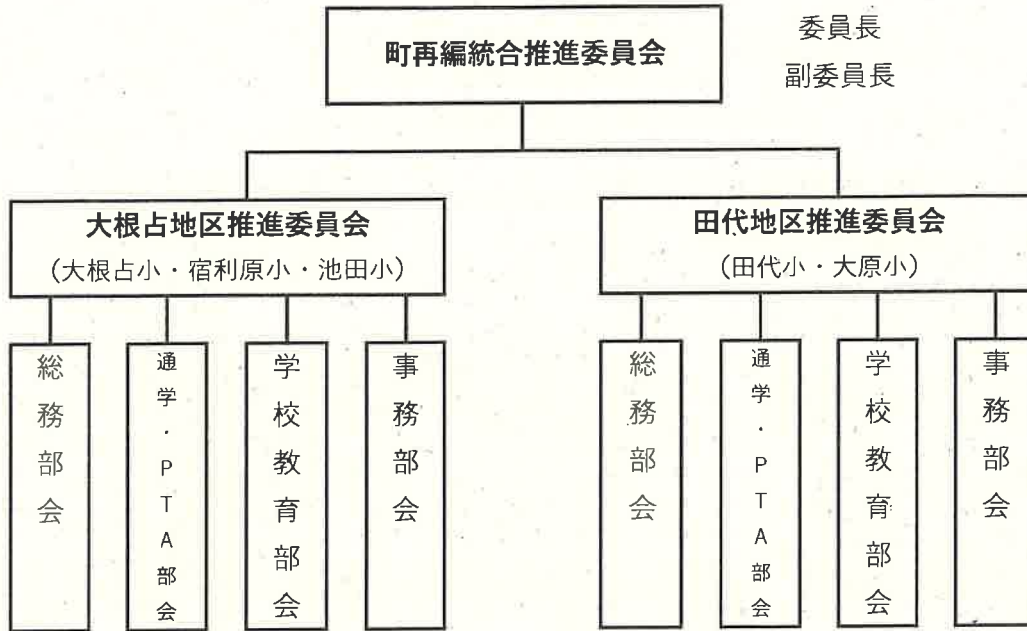 町再編統合推進委員会
委員長
副委員長
大根占地区推進委員会
(大根占小・宿利原小・池田小)
田代地区推進委員会
(田代小・大原小)
総務部会
通学・PTA部会
学校教育部会
事務部会
総務部会
通学・PTA部会
学校教育部会
事務部会